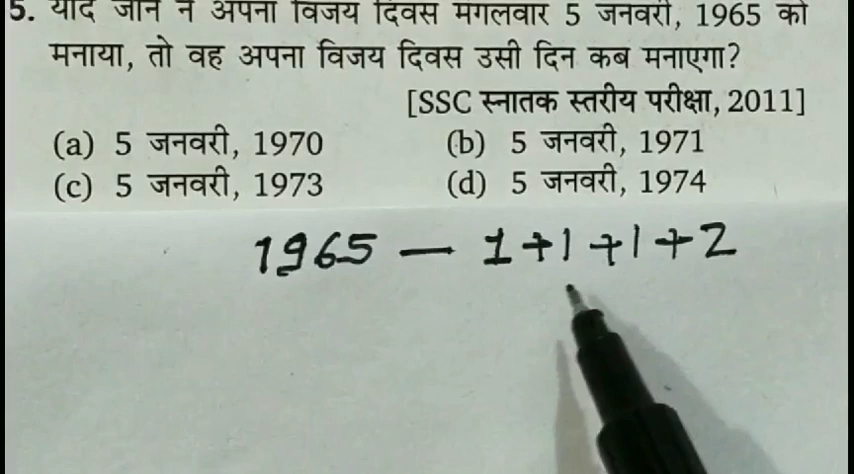 5. यदि जॉन ने अपना विजय दिवस मंगलवार 5 जनवरी, 1965 को
मनाया, तो वह अपना विजय दिवस उसी दिन कब मनाएगा?
[SSC स्नातक स्तरीय परीक्षा, 2011]
(a) 5 जनवरी, 1970 (b) 5 जनवरी, 1971
(c) 5 जनवरी, 1973 (d) 5 जनवरी, 1974
1965 — 1+1+1+2